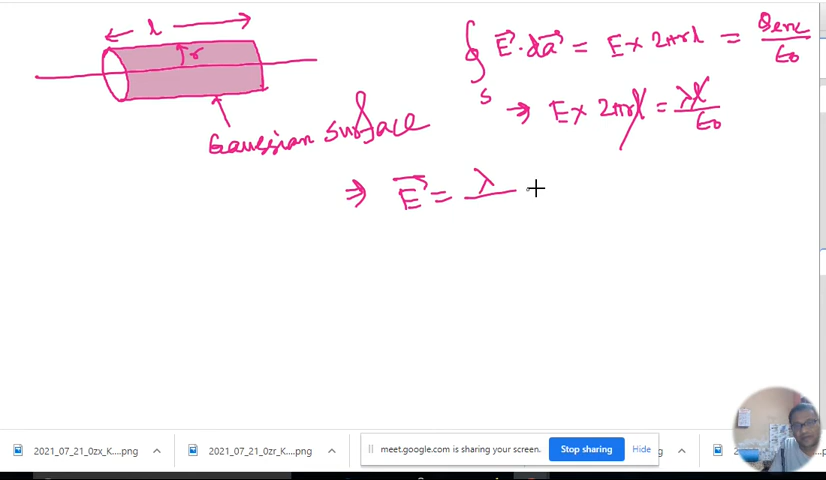 l
r
Gaussian surface
∮ E⃗·da⃗ = E × 2πrl = Qenc/ε0
S
⇒ E × 2πrl = λl/ε0
⇒ E⃗ = λ
2021_07_21_0zx_K....png
2021_07_21_0zr_K....png
meet.google.com is sharing your screen.
Stop sharing
Hide
.png